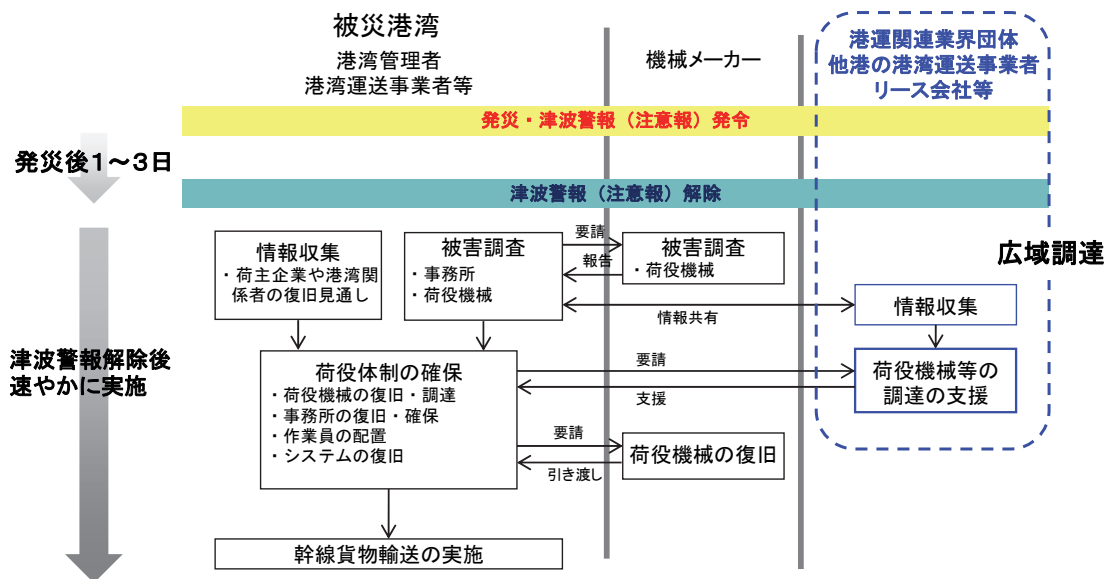 被災港湾
港湾管理者
港湾運送事業者等
機械メーカー
港運関連業界団体
他港の港湾運送事業者
リース会社等
発災・津波警報（注意報）発令
発災後１～３日
津波警報（注意報）解除
情報収集
・荷主企業や港湾関
係者の復旧見通し
被害調査
・事務所
・荷役機械
要請
報告
被害調査
・荷役機械
広域調達
情報共有
情報収集
津波警報解除後
速やかに実施
荷役体制の確保
・荷役機械の復旧・調達
・事務所の復旧・確保
・作業員の配置
・システムの復旧
要請
支援
荷役機械等の
調達の支援
要請
引き渡し
荷役機械の復旧
幹線貨物輸送の実施